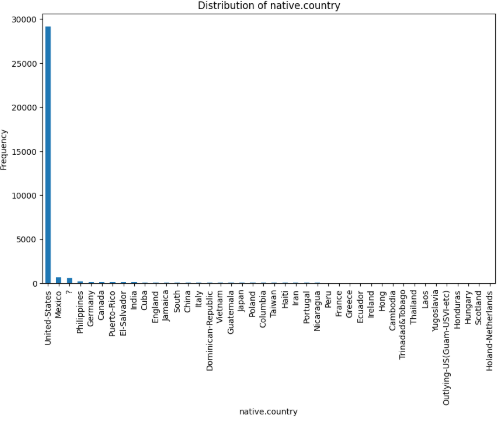 Distribution of native.country
30000
25000
20000
15000
10000
5000
0
Frequency
United-States
Mexico
?
Philippines
Germany
Canada
Puerto-Rico
El-Salvador
India
Cuba
England
Jamaica
South
China
Italy
Dominican-Republic
Vietnam
Guatemala
Japan
Poland
Columbia
Taiwan
Haiti
Iran
Portugal
Nicaragua
Peru
France
Greece
Ecuador
Ireland
Hong
Cambodia
Trinadad&Tobago
Thailand
Laos
Yugoslavia
Outlying-US(Guam-USVI-etc)
Honduras
Hungary
Scotland
Holand-Netherlands
native.country